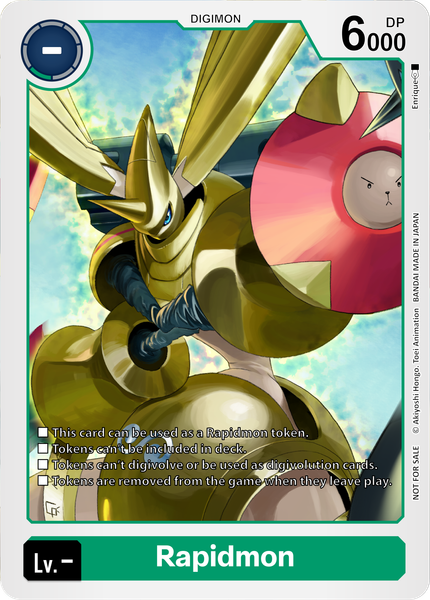 DIGIMON
-
DP
6000
Enrique
□ This card can be used as a Rapidmon token.
□ Tokens can't be included in deck.
□ Tokens can't digivolve or be used as digivolution cards.
□ Tokens are removed from the game when they leave play.
NOT FOR SALE © Akiyoshi Hongo, Toei Animation BANDAI MADE IN JAPAN
Lv.-
Rapidmon